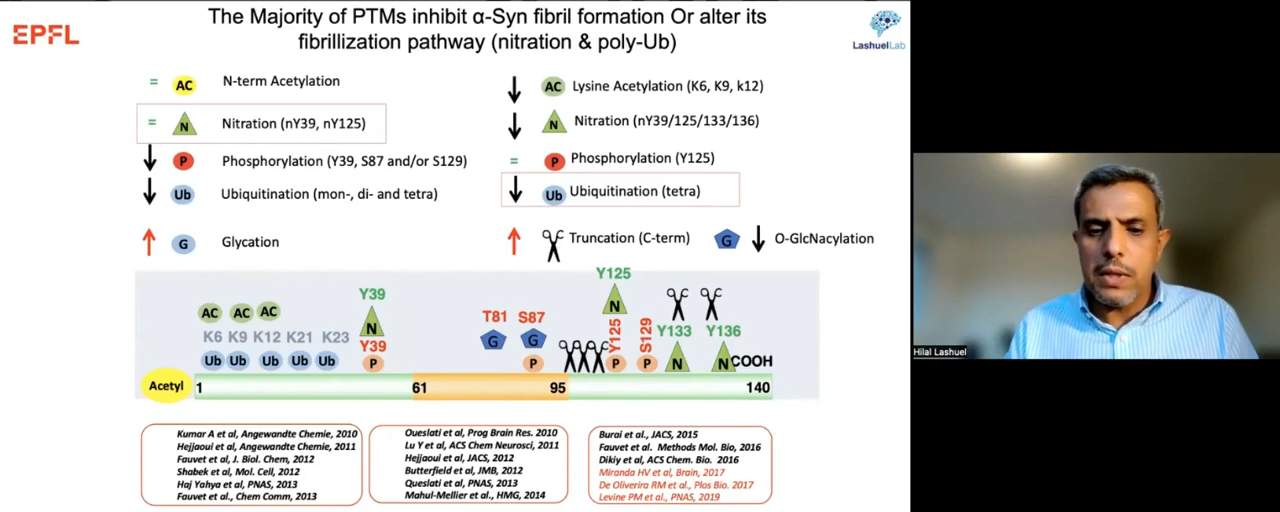 The Majority of PTMs inhibit α-Syn fibril formation Or alter its
fibrillization pathway (nitration & poly-Ub)
EPFL
LashuelLab
= AC N-term Acetylation
= N Nitration (nY39, nY125)
P Phosphorylation (Y39, S87 and/or S129)
Ub Ubiquitination (mon-, di- and tetra)
G Glycation
AC Lysine Acetylation (K6, K9, k12)
N Nitration (nY39/125/133/136)
= P Phosphorylation (Y125)
Ub Ubiquitination (tetra)
Truncation (C-term)
G O-GlcNacylation
Y125
Y39
N
AC AC AC
T81 S87
Y125 S129
Y133 Y136
K6 K9 K12 K21 K23
N
G G
Y39
Ub Ub Ub Ub Ub
P P P P N N COOH
Acetyl 1 61 95 140
Kumar A et al, Angewandte Chemie, 2010
Hejjaoui et al, Angewandte Chemie, 2011
Fauvet et al, J. Biol. Chem, 2012
Shabek et al, Mol. Cell, 2012
Haj Yahya et al, PNAS, 2013
Fauvet et al., Chem Comm, 2013
Oueslati et al, Prog Brain Res. 2010
Lu Y et al, ACS Chem Neurosci, 2011
Hejjaoui et al, JACS, 2012
Butterfield et al, JMB, 2012
Queslati et al, PNAS, 2013
Mahul-Mellier et al., HMG, 2014
Burai et al., JACS, 2015
Fauvet et al. Methods Mol. Bio, 2016
Dikiy et al, ACS Chem. Bio. 2016
Miranda HV et al, Brain, 2017
De Oliverira RM et al., Plos Bio. 2017
Levine PM et al., PNAS, 2019
Hilal Lashuel